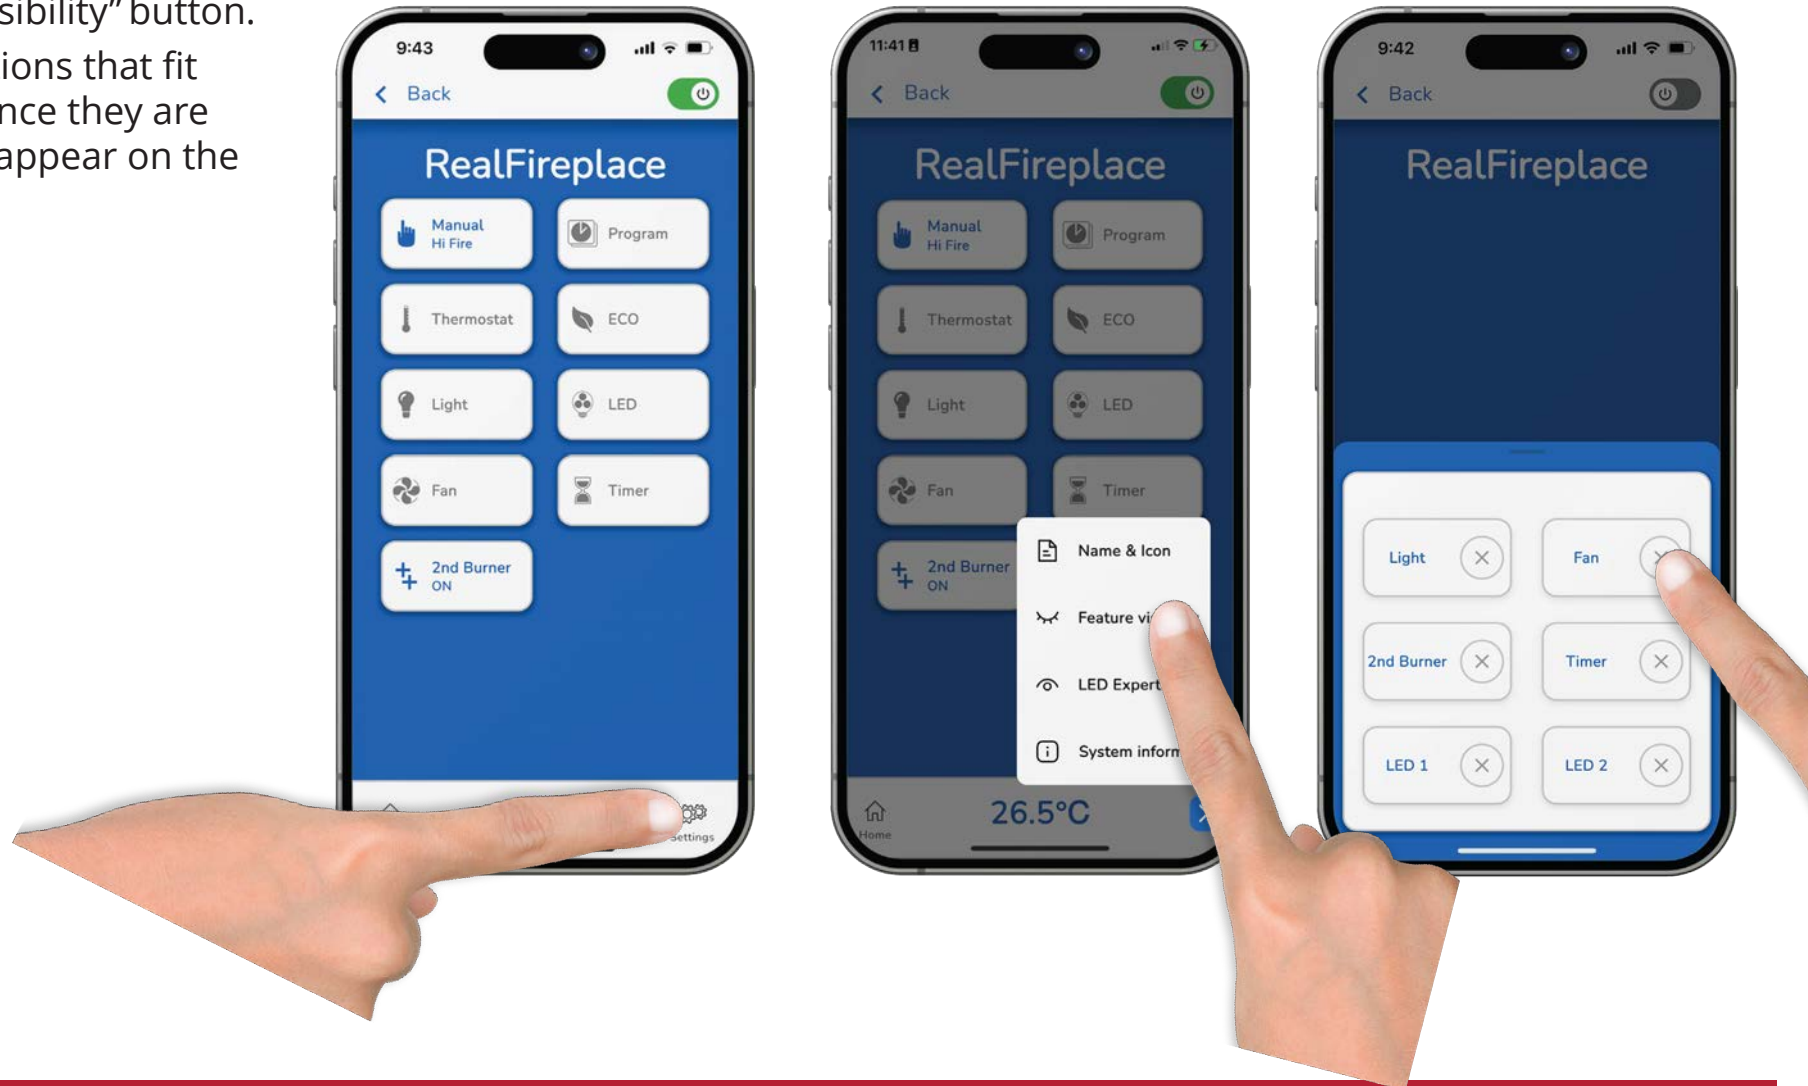 sibility” button.
ions that fit
nce they are
appear on the
9:43
Back
RealFireplace
Manual
Hi Fire
Program
Thermostat
ECO
Light
LED
Fan
Timer
2nd Burner
ON
Settings
11:41
Back
RealFireplace
Manual
Hi Fire
Program
Thermostat
ECO
Light
LED
Fan
Timer
2nd Burner
ON
Name & Icon
Feature vi
LED Expert
System inform
Home
26.5°C
9:42
Back
RealFireplace
Light
Fan
2nd Burner
Timer
LED 1
LED 2